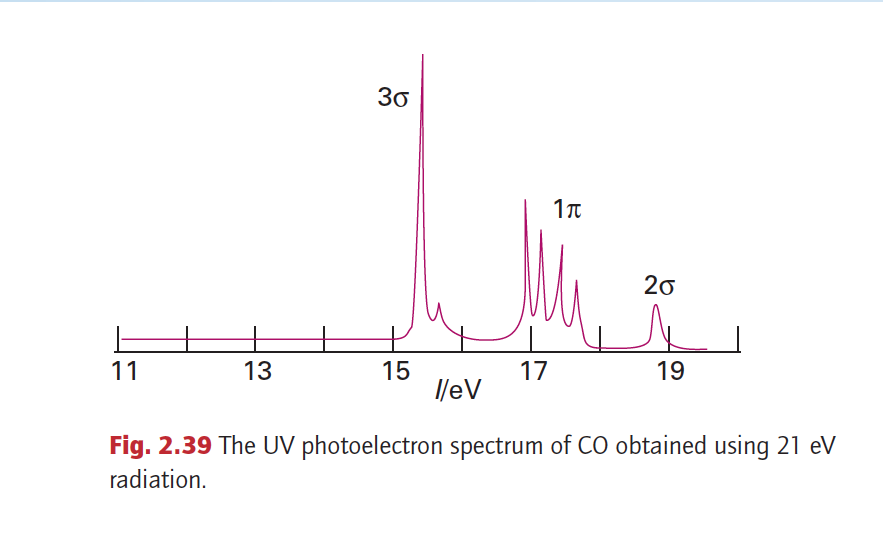 3σ
1π
2σ
11 13 15 17 19
I/eV
Fig. 2.39 The UV photoelectron spectrum of CO obtained using 21 eV
radiation.